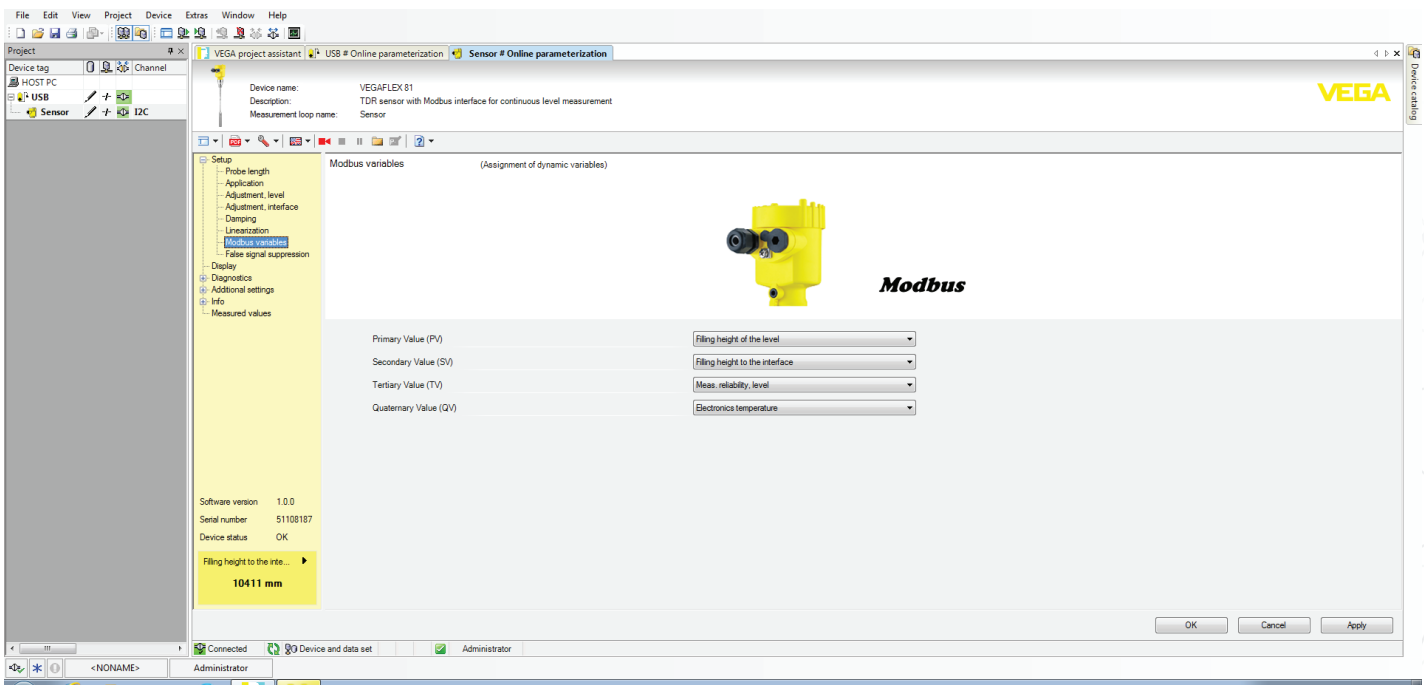 File Edit View Project Device Extras Window Help
Project
VEGA project assistant USB # Online parameterization Sensor # Online parameterization
Device tag Channel
HOST PC
USB
Sensor I2C
Device name: VEGAFLEX 81
Description: TDR sensor with Modbus interface for continuous level measurement
Measurement loop name: Sensor
VEGA
Device catalog
PDF
Setup
Probe length
Application
Adjustment, level
Adjustment, interface
Damping
Linearization
Modbus variables
False signal suppression
Display
Diagnostics
Additional settings
Info
Measured values
Modbus variables (Assignment of dynamic variables)
Modbus
Primary Value (PV) Filling height of the level
Secondary Value (SV) Filling height to the interface
Tertiary Value (TV) Meas. reliability, level
Quaternary Value (QV) Electronics temperature
Software version 1.0.0
Serial number 51108187
Device status OK
Filling height to the inte...
10411 mm
OK Cancel Apply
Connected Device and data set Administrator
<NONAME> Administrator